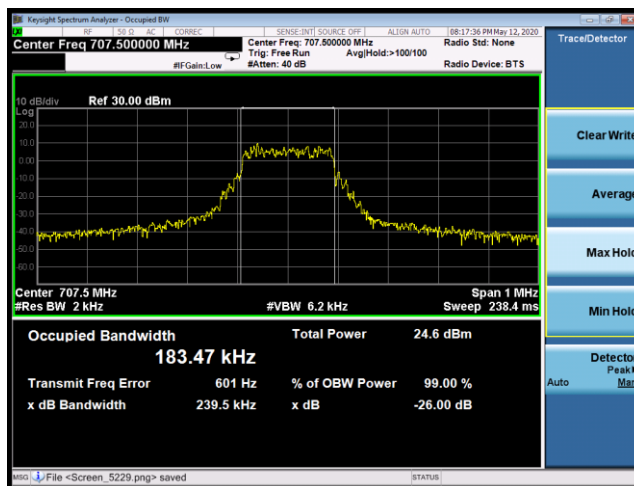 Keysight Spectrum Analyzer - Occupied BW
RF 50 Ω AC CORREC SENSE:INT SOURCE OFF ALIGN AUTO 08:17:36 PM May 12, 2020
Center Freq 707.500000 MHz
Center Freq: 707.500000 MHz
Radio Std: None
Trig: Free Run
Avg|Hold:>100/100
#IFGain:Low
#Atten: 40 dB
Radio Device: BTS
Trace/Detector
10 dB/div Ref 30.00 dBm
Log
20.0
10.0
0.00
-10.0
-20.0
-30.0
-40.0
-50.0
-60.0
Clear Write
Average
Max Hold
Min Hold
Detector
Peak
Auto Man
Center 707.5 MHz Span 1 MHz
#Res BW 2 kHz #VBW 6.2 kHz Sweep 238.4 ms
Occupied Bandwidth Total Power 24.6 dBm
183.47 kHz
Transmit Freq Error 601 Hz % of OBW Power 99.00 %
x dB Bandwidth 239.5 kHz x dB -26.00 dB
MSG File <Screen_5229.png> saved STATUS